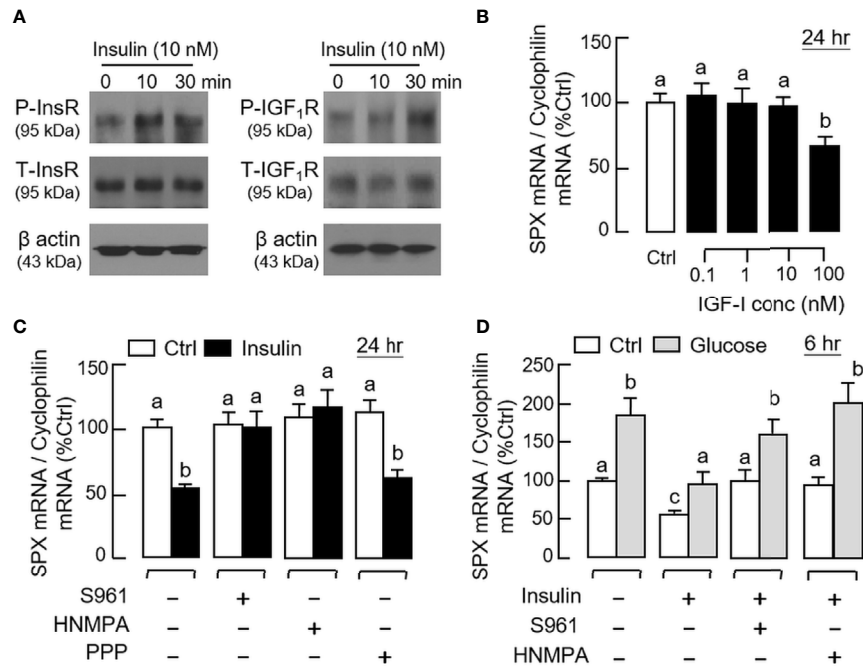 A
Insulin (10 nM)
0 10 30 min
P-InsR
(95 kDa)
T-InsR
(95 kDa)
β actin
(43 kDa)
Insulin (10 nM)
0 10 30 min
P-IGF₁R
(95 kDa)
T-IGF₁R
(95 kDa)
β actin
(43 kDa)
B
24 hr
SPX mRNA / Cyclophilin
mRNA (%Ctrl)
150
100
50
0
a a a a b
Ctrl 0.1 1 10 100
IGF-I conc (nM)
C
Ctrl Insulin 24 hr
SPX mRNA / Cyclophilin
mRNA (%Ctrl)
150
100
50
0
a b a a a a a b
S961 – + – –
HNMPA – – + –
PPP – – – +
D
Ctrl Glucose 6 hr
SPX mRNA / Cyclophilin
mRNA (%Ctrl)
250
200
150
100
50
0
a b c a a b a b
Insulin – + + +
S961 – – + –
HNMPA – – – +